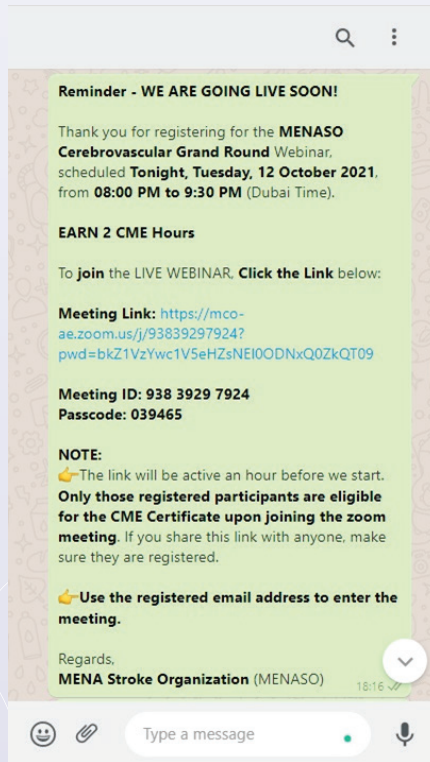 Reminder - WE ARE GOING LIVE SOON!
Thank you for registering for the MENASO
Cerebrovascular Grand Round Webinar,
scheduled Tonight, Tuesday, 12 October 2021,
from 08:00 PM to 9:30 PM (Dubai Time).
EARN 2 CME Hours
To join the LIVE WEBINAR, Click the Link below:
Meeting Link: https://mco-
ae.zoom.us/j/93839297924?
pwd=bkZ1VzYwc1V5eHZsNEI0ODNxQ0ZkQT09
Meeting ID: 938 3929 7924
Passcode: 039465
NOTE:
👉The link will be active an hour before we start.
Only those registered participants are eligible
for the CME Certificate upon joining the zoom
meeting. If you share this link with anyone, make
sure they are registered.
👉Use the registered email address to enter the
meeting.
Regards,
MENA Stroke Organization (MENASO)
18:16
Type a message